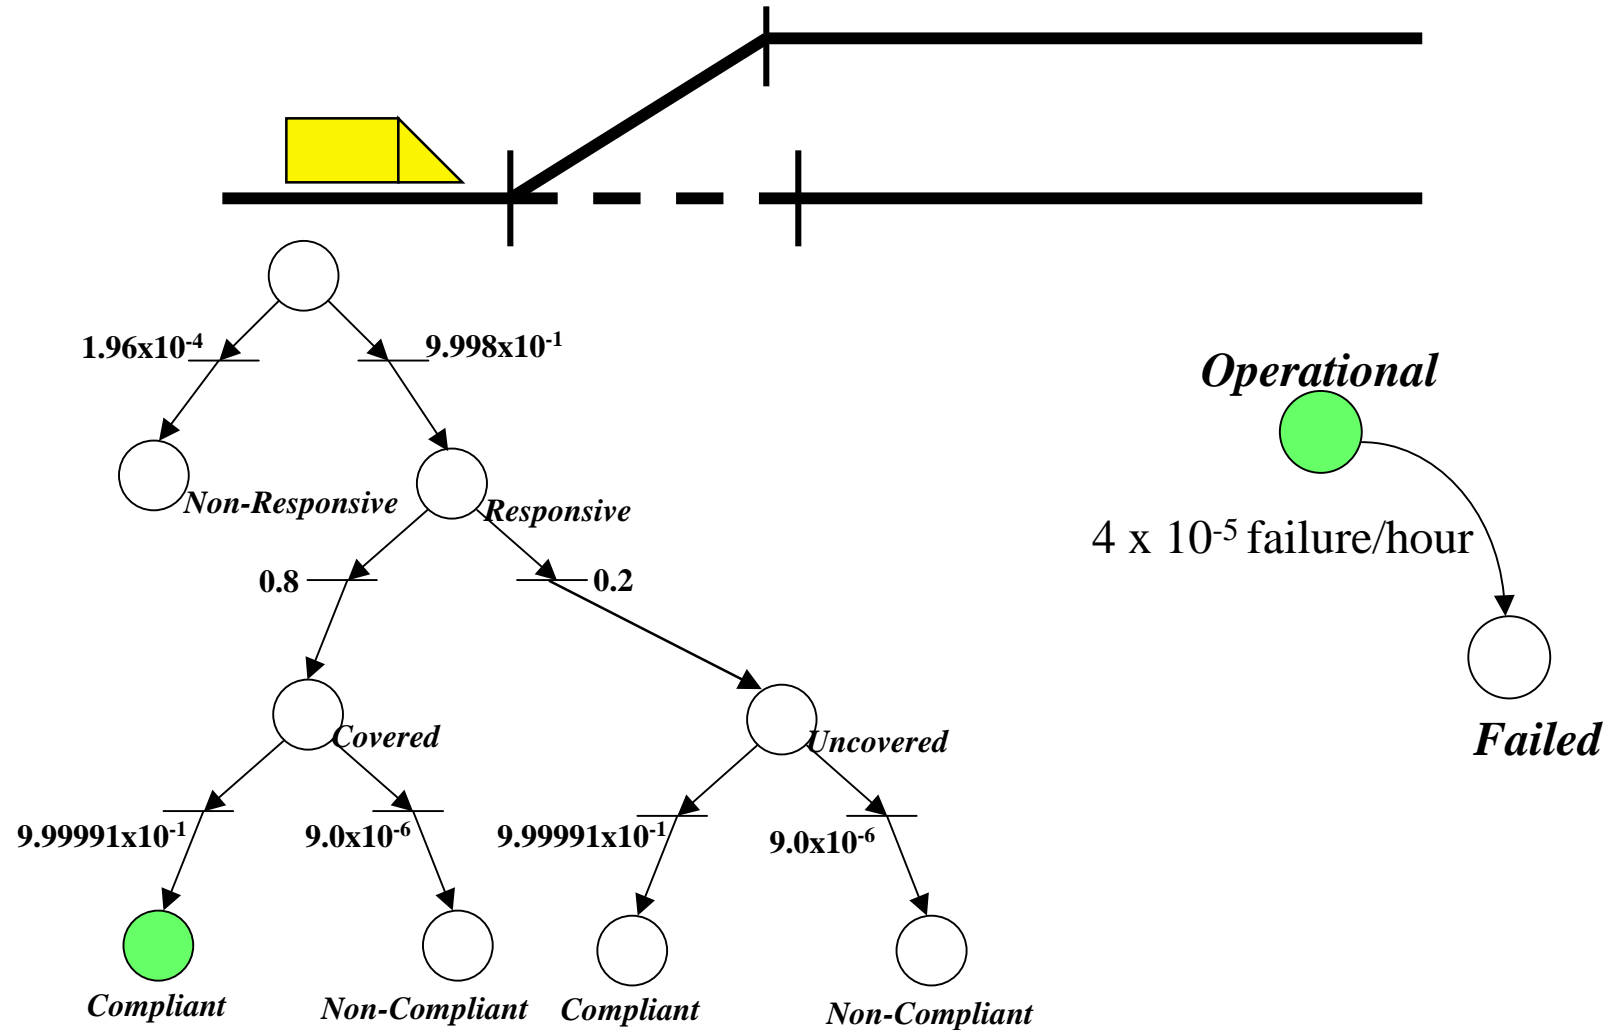 1.96x10⁻⁴
9.998x10⁻¹
Operational
Non-Responsive
Responsive
4 x 10⁻⁵ failure/hour
0.8
0.2
Covered
Uncovered
Failed
9.99991x10⁻¹
9.0x10⁻⁶
9.99991x10⁻¹
9.0x10⁻⁶
Compliant
Non-Compliant
Compliant
Non-Compliant